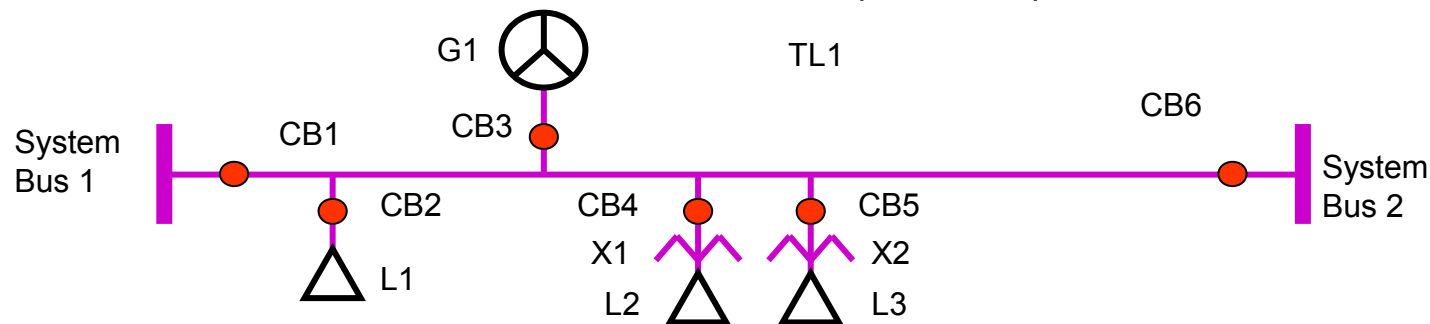 G1
TL1
CB6
System
Bus 1
CB1
CB3
System
Bus 2
CB2
CB4
CB5
X1
X2
L1
L2
L3